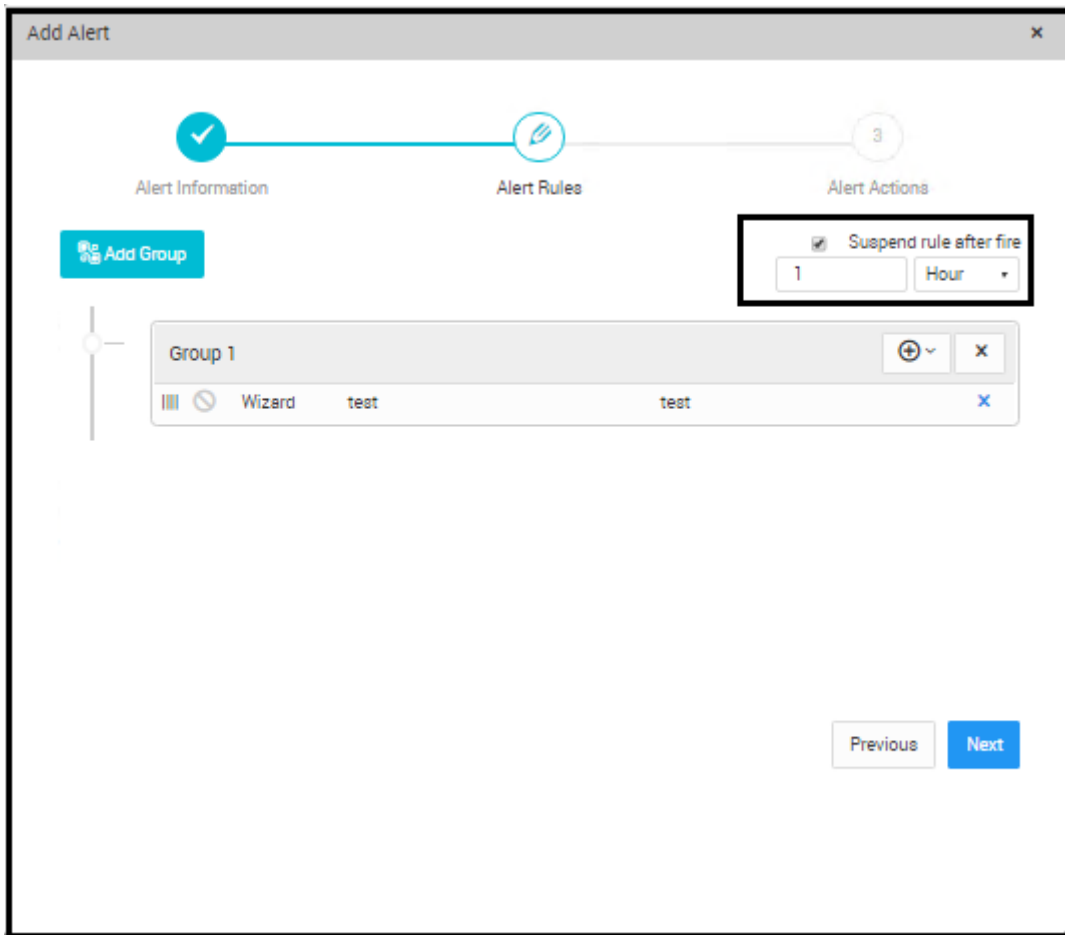 Add Alert
3
Alert Information
Alert Rules
Alert Actions
Add Group
Suspend rule after fire
1 Hour
Group 1
Wizard test test
Previous Next